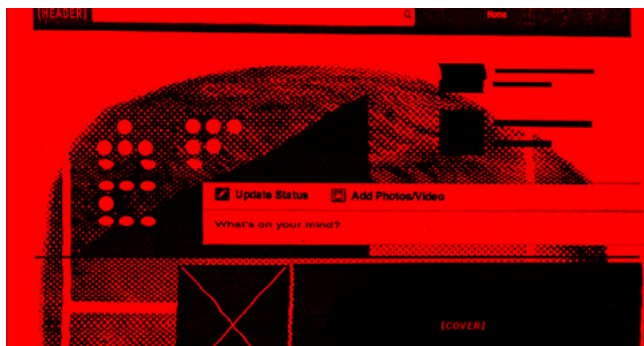 [HEADER]
Home
Update Status Add Photos/Video
What's on your mind?
[COVER]